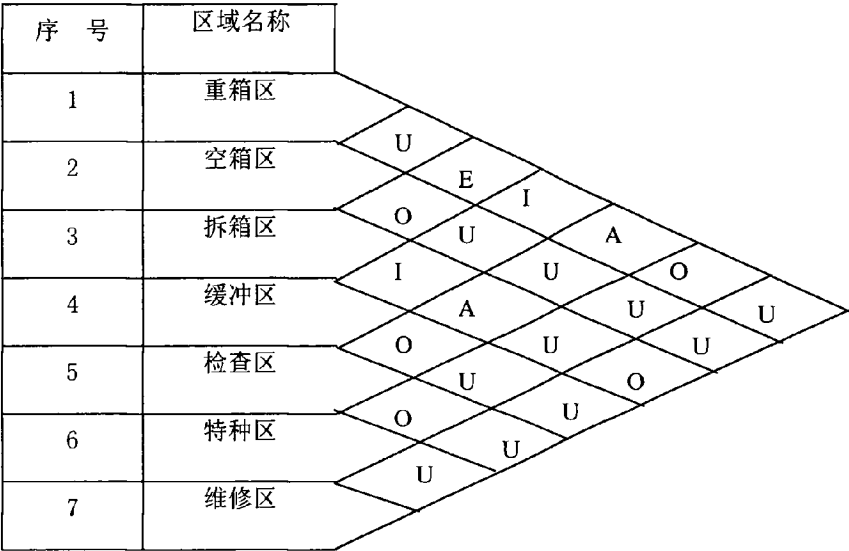 序 号 区域名称
1 重箱区
U
2 空箱区
E I
O A
3 拆箱区 U O
I U
4 缓冲区 A U U
O U U
5 检查区 U O
O U
6 特种区 U
U
7 维修区